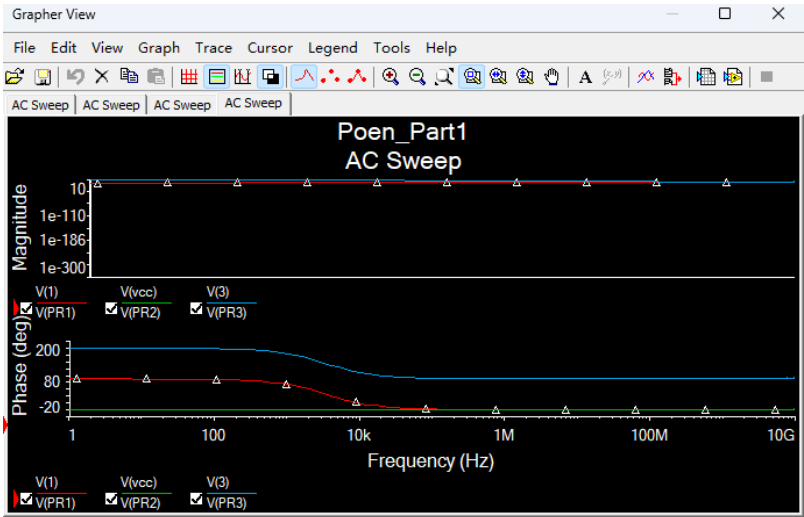 Grapher View
File Edit View Graph Trace Cursor Legend Tools Help
A (x,y)
AC Sweep AC Sweep AC Sweep AC Sweep
Poen_Part1
AC Sweep
Magnitude
10
1e-110
1e-186
1e-300
V(1) V(vcc) V(3)
V(PR1) V(PR2) V(PR3)
Phase (deg)
200
80
-20
1 100 10k 1M 100M 10G
Frequency (Hz)
V(1) V(vcc) V(3)
V(PR1) V(PR2) V(PR3)